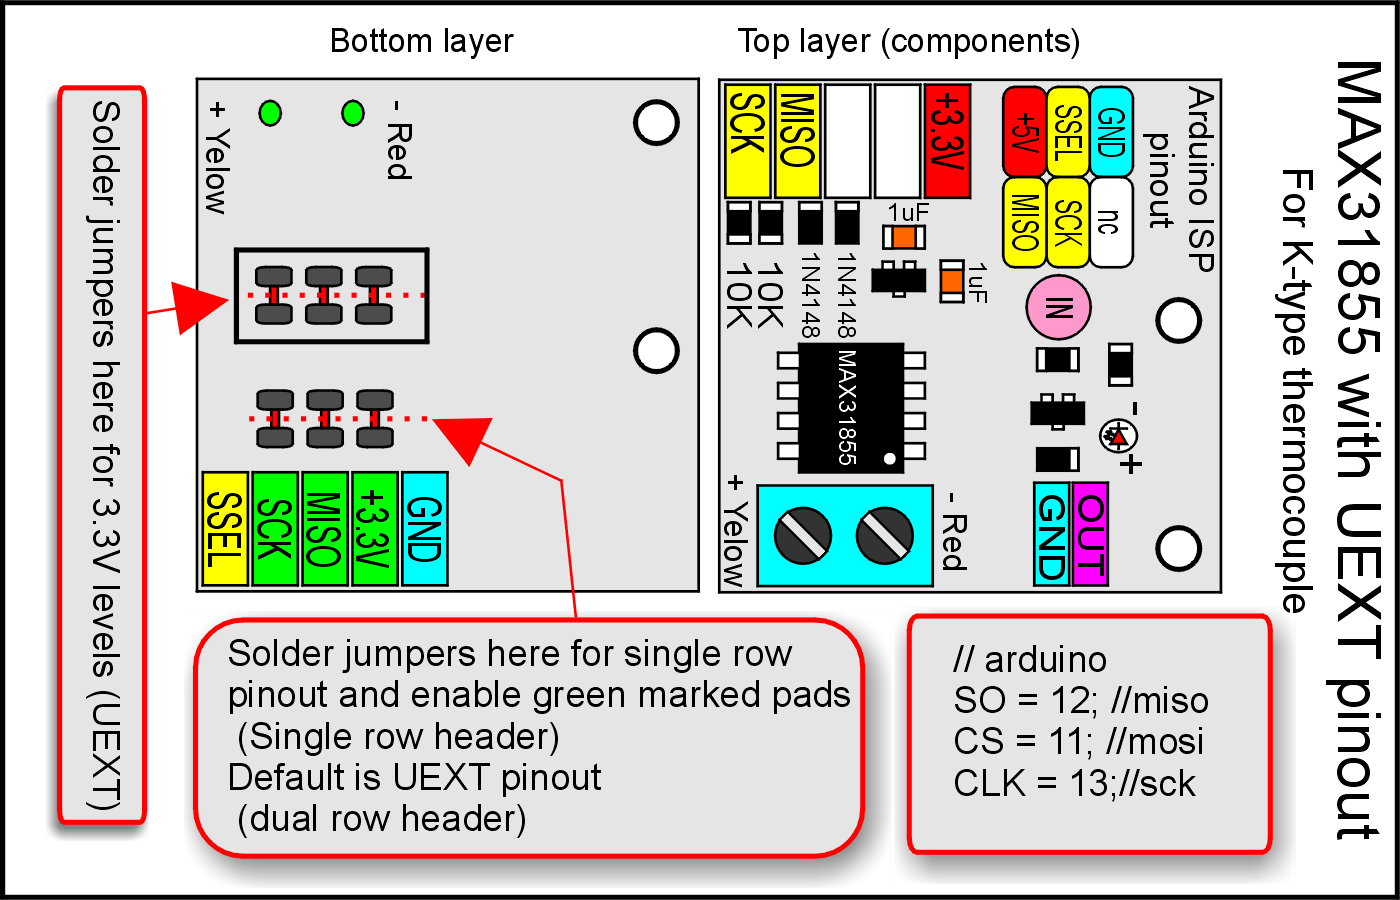 Bottom layer
Top layer (components)
MAX31855 with UEXT pinout
For K-type thermocouple
Solder jumpers here for 3.3V levels (UEXT)
+ Yelow
- Red
SSEL
SCK
MISO
+3.3V
GND
SCK
MISO
+3.3V
+5V
SSEL
GND
MISO
SCK
nc
Arduino ISP
pinout
10K
10K
1N4148
1N4148
1uF
1uF
IN
MAX31855
-
+
+ Yelow
- Red
GND
OUT
Solder jumpers here for single row
pinout and enable green marked pads
(Single row header)
Default is UEXT pinout
(dual row header)
// arduino
SO = 12; //miso
CS = 11; //mosi
CLK = 13;//sck